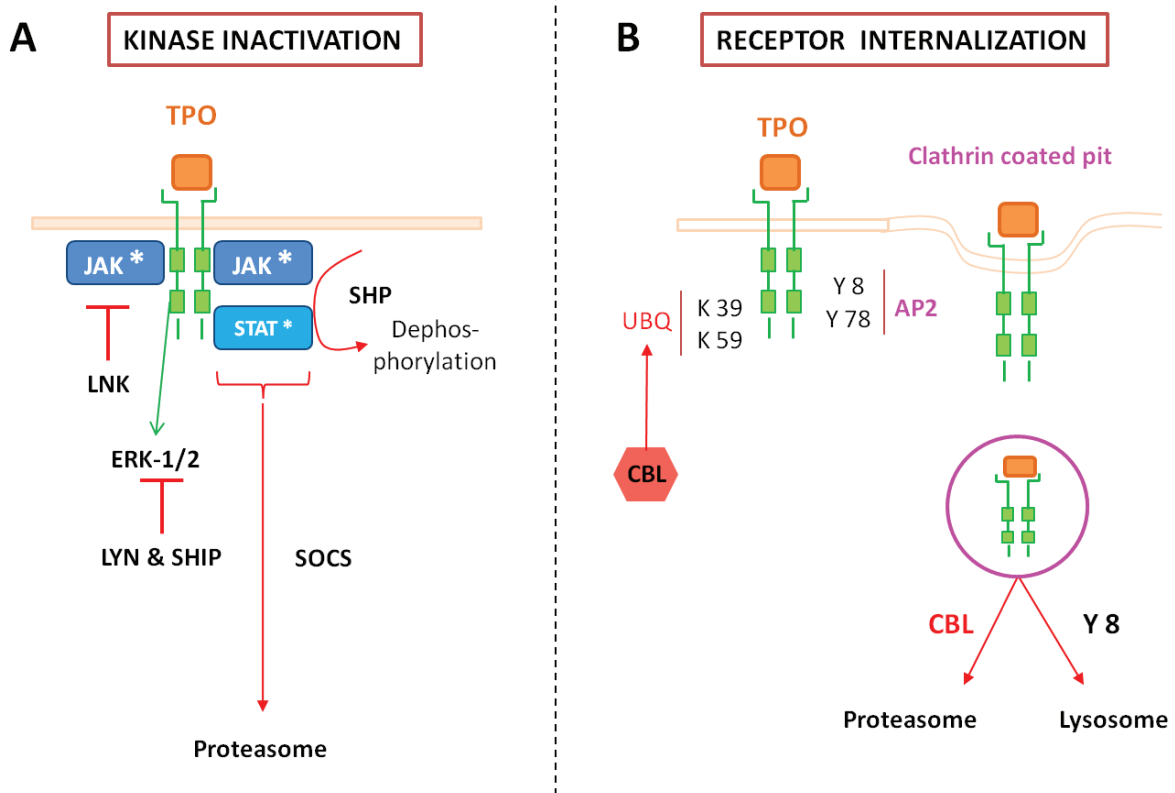 A
KINASE INACTIVATION
TPO
JAK *
JAK *
STAT *
SHP
Dephos-
phorylation
LNK
ERK-1/2
LYN & SHIP
SOCS
Proteasome
B
RECEPTOR INTERNALIZATION
TPO
Clathrin coated pit
UBQ
K 39
K 59
Y 8
Y 78
AP2
CBL
CBL
Y 8
Proteasome
Lysosome